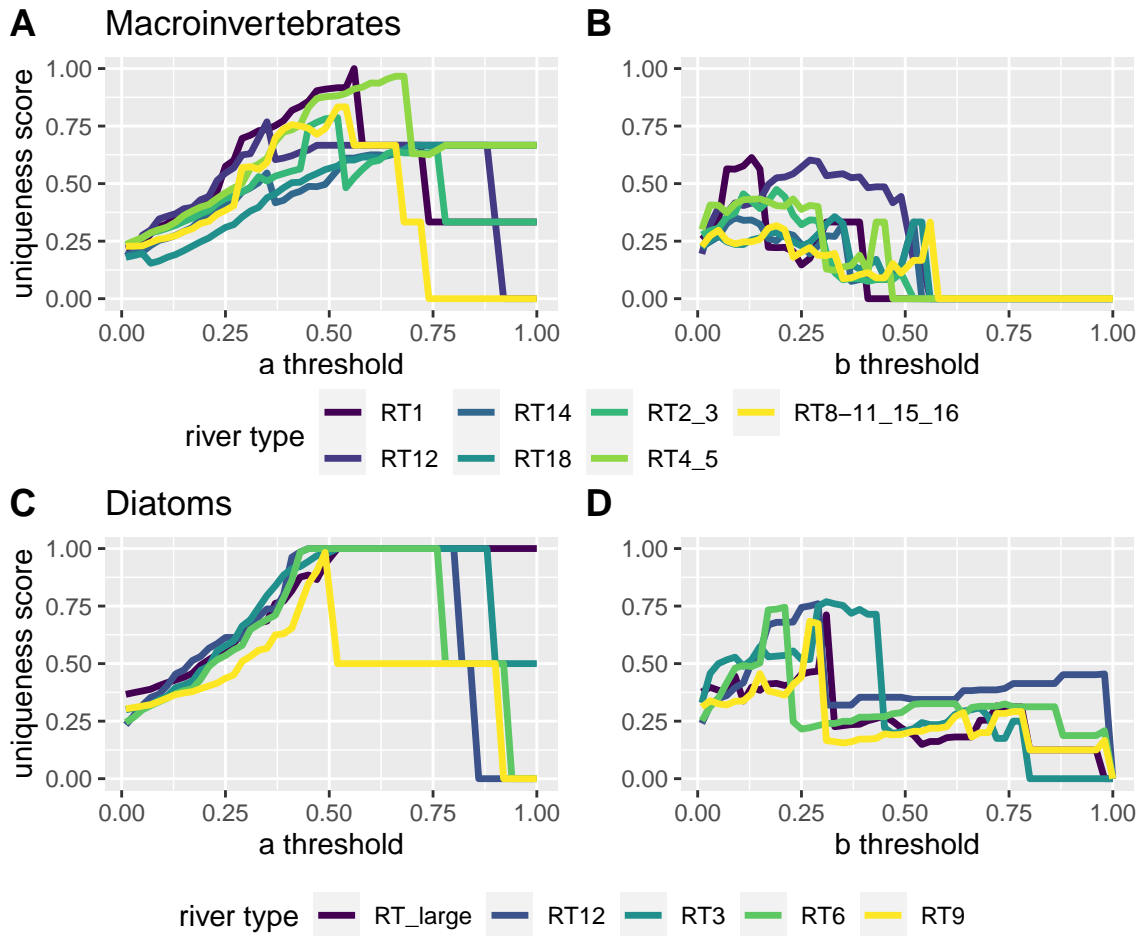 A Macroinvertebrates
B
uniqueness score
1.00
0.75
0.50
0.25
0.00
0.00 0.25 0.50 0.75 1.00
a threshold
1.00
0.75
0.50
0.25
0.00
0.00 0.25 0.50 0.75 1.00
b threshold
river type
RT1 RT14 RT2_3 RT8−11_15_16
RT12 RT18 RT4_5
C Diatoms
D
uniqueness score
1.00
0.75
0.50
0.25
0.00
0.00 0.25 0.50 0.75 1.00
a threshold
1.00
0.75
0.50
0.25
0.00
0.00 0.25 0.50 0.75 1.00
b threshold
river type RT_large RT12 RT3 RT6 RT9